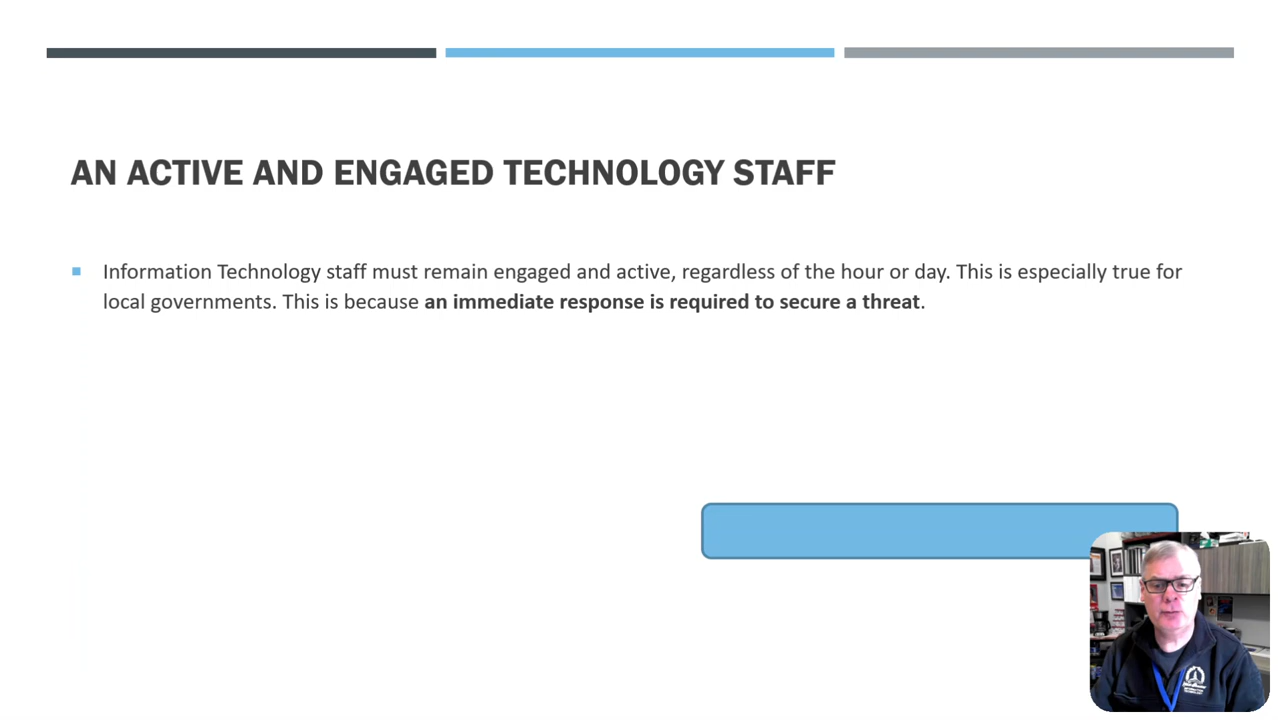 AN ACTIVE AND ENGAGED TECHNOLOGY STAFF
Information Technology staff must remain engaged and active, regardless of the hour or day. This is especially true for
local governments. This is because an immediate response is required to secure a threat.